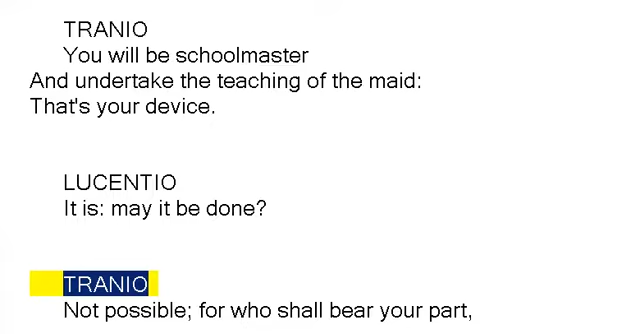 TRANIO
You will be schoolmaster
And undertake the teaching of the maid:
That's your device.
LUCENTIO
It is: may it be done?
TRANIO
Not possible; for who shall bear your part,